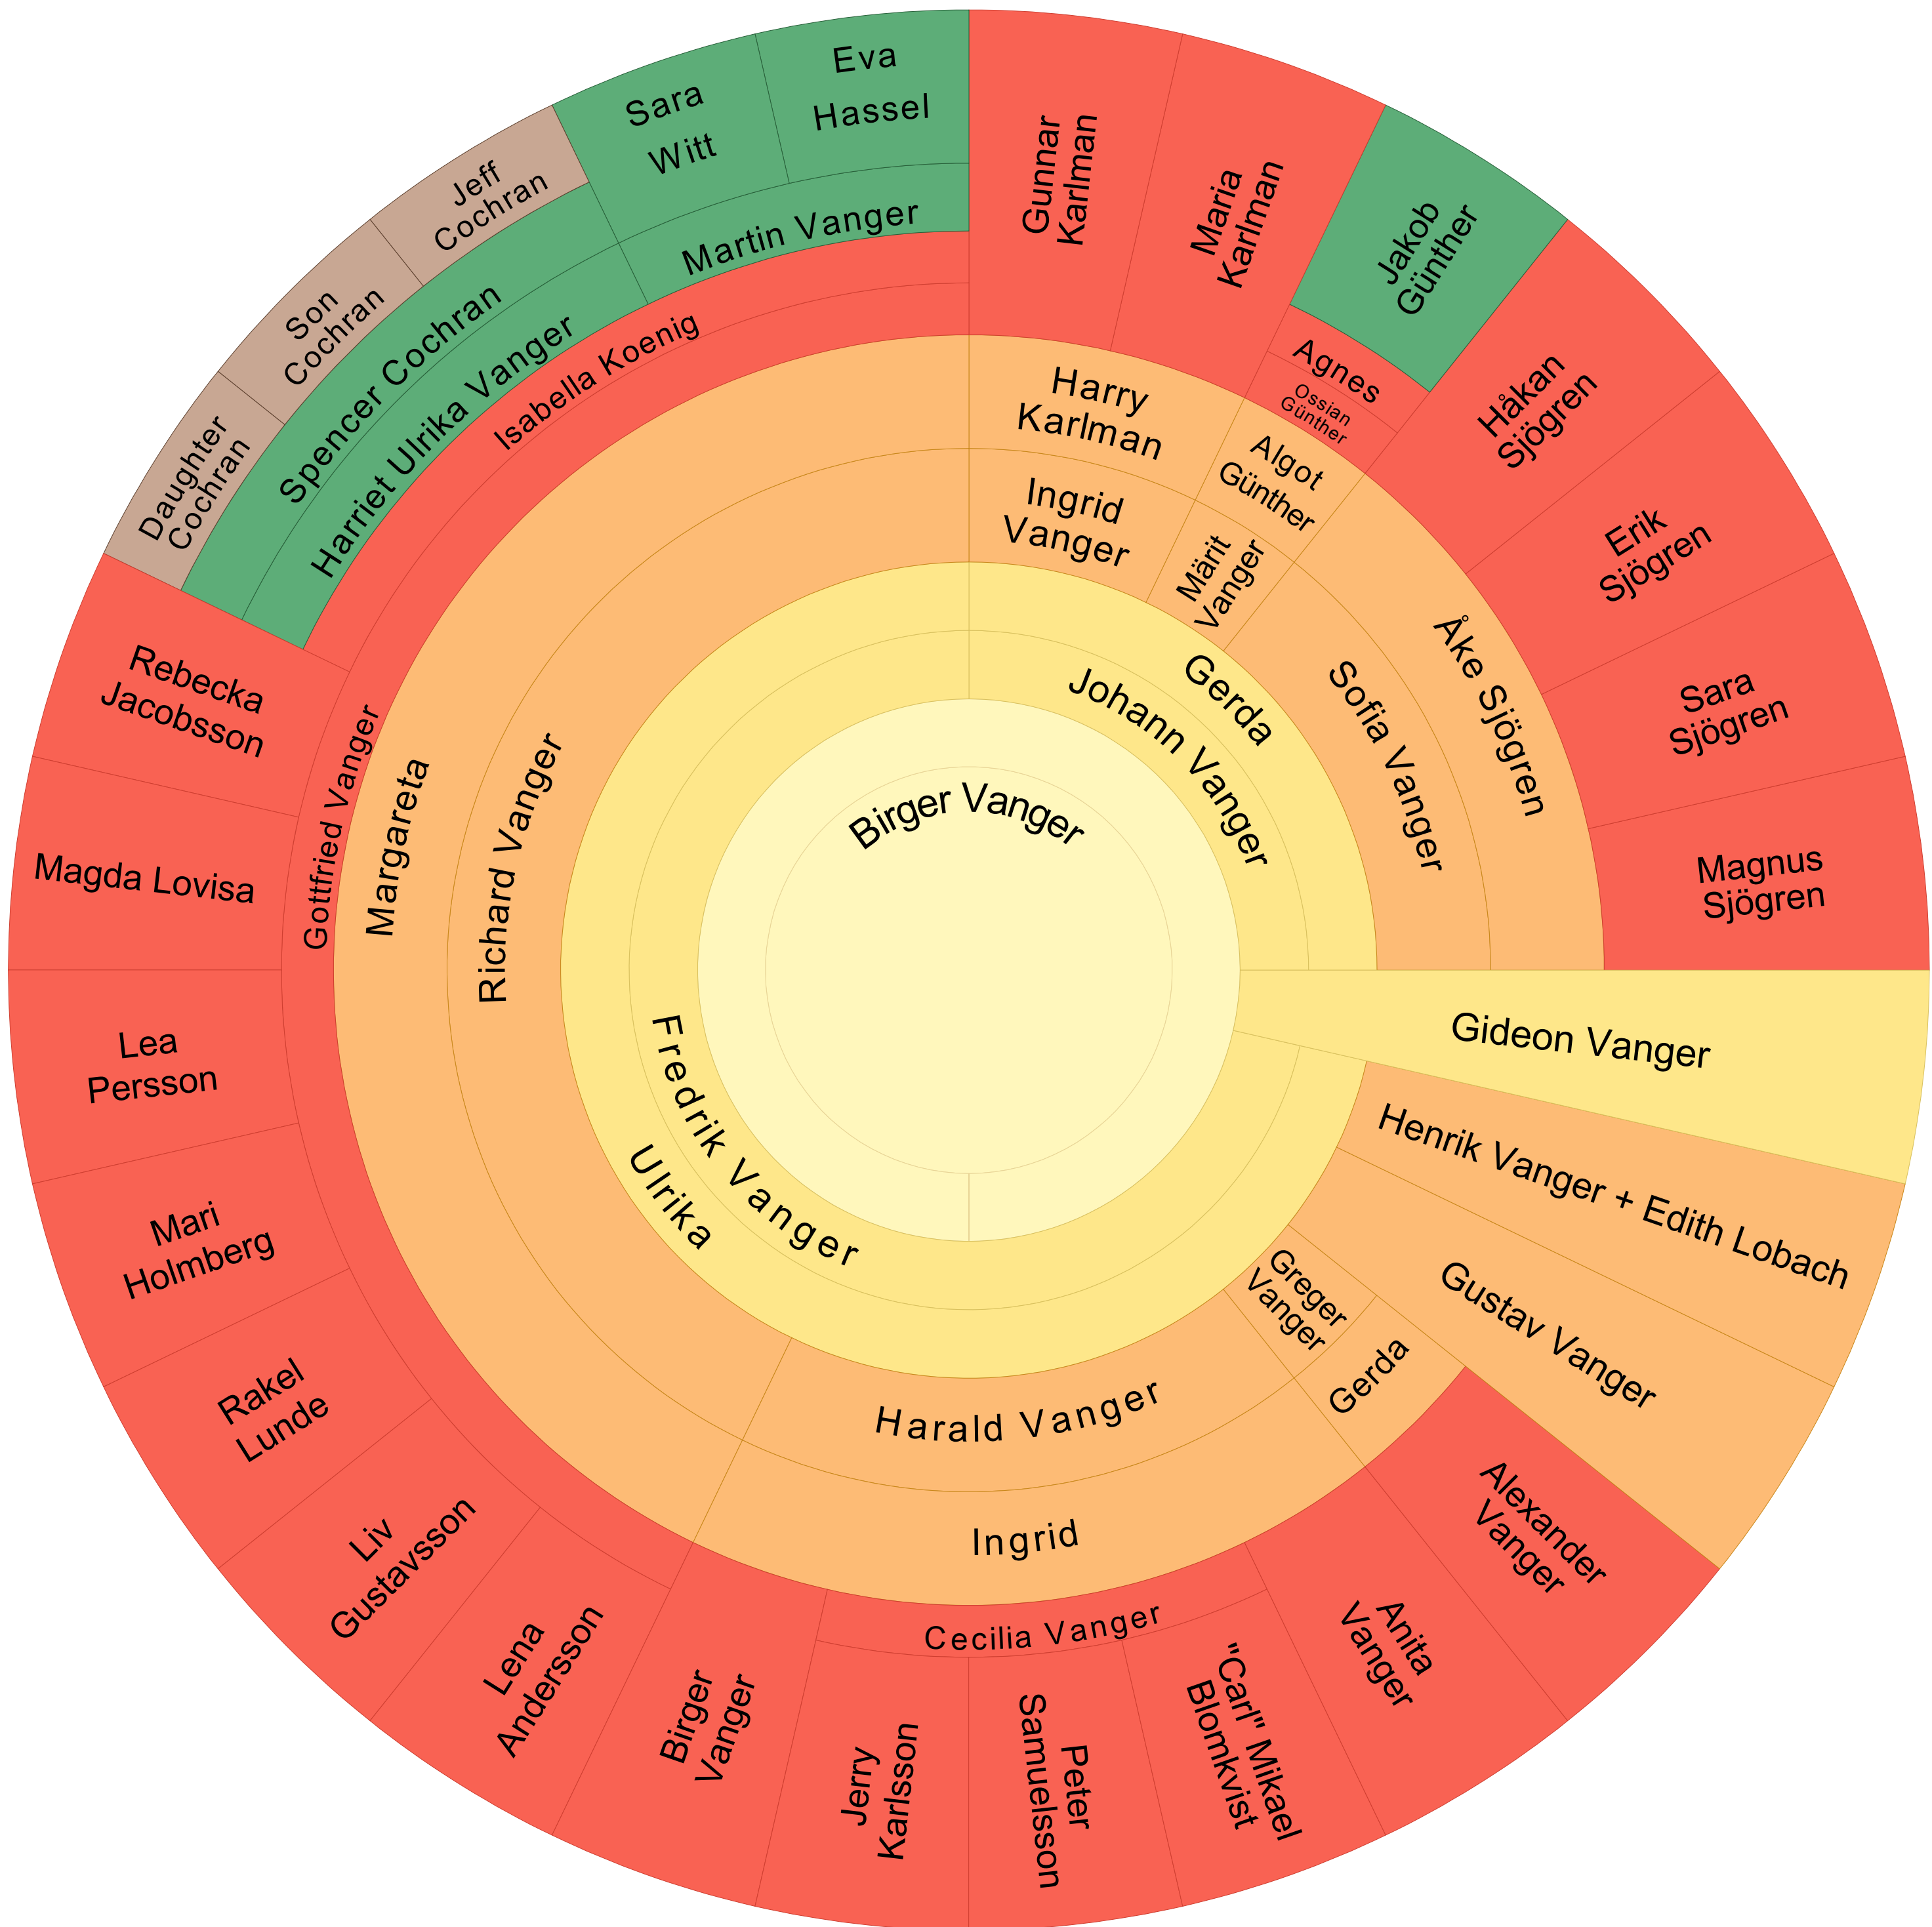 Birger Vanger
Johann Vanger
Gerda
Fredrik Vanger
Ulrika
Gideon Vanger
Ingrid
Vanger
Harry
Karlman
Märit
Vanger
Algot
Günther
Sofia Vanger
Åke Sjögren
Richard Vanger
Margareta
Harald Vanger
Ingrid
Greger
Vanger
Gerda
Gustav Vanger
Henrik Vanger + Edith Lobach
Gunnar
Karlman
Maria
Karlman
Ossian
Günther
Agnes
Jakob
Günther
Håkan
Sjögren
Erik
Sjögren
Sara
Sjögren
Magnus
Sjögren
Alexander
Vanger
Anita
Vanger
Cecilia Vanger
"Carl" Mikael
Blomkvist
Peter
Samuelsson
Jerry
Karlsson
Birger
Vanger
Lena
Andersson
Liv
Gustavsson
Rakel
Lunde
Mari
Holmberg
Lea
Persson
Magda Lovisa
Rebecka
Jacobsson
Gottfried Vanger
Isabella Koenig
Harriet Ulrika Vanger
Spencer Cochran
Daughter
Cochran
Son
Cochran
Jeff
Cochran
Martin Vanger
Sara
Witt
Eva
Hassel